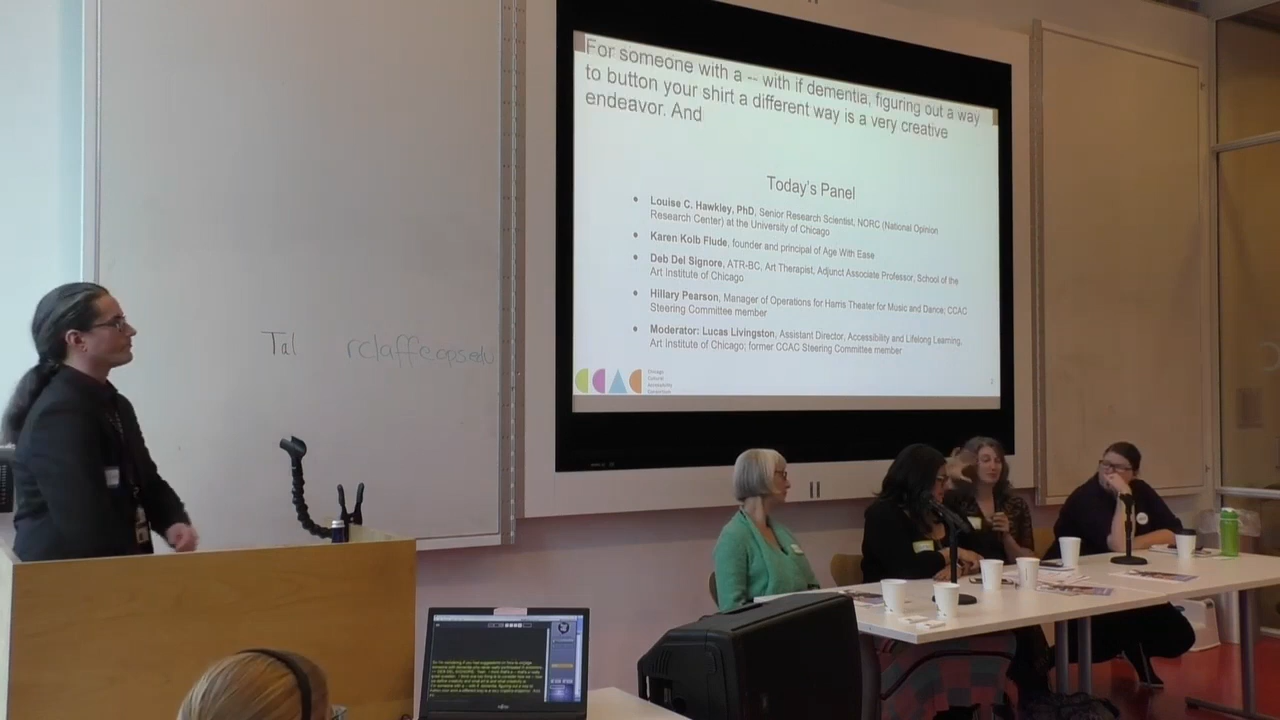 For someone with a -- with if dementia, figuring out a way
to button your shirt a different way is a very creative
endeavor. And
Today's Panel
Louise C. Hawkley, PhD, Senior Research Scientist, NORC (National Opinion
Research Center) at the University of Chicago
Karen Kolb Flude, founder and principal of Age With Ease
Deb Del Signore, ATR-BC, Art Therapist, Adjunct Associate Professor, School of the
Art Institute of Chicago
Hillary Pearson, Manager of Operations for Harris Theater for Music and Dance; CCAC
Steering Committee member
Moderator: Lucas Livingston, Assistant Director, Accessibility and Lifelong Learning,
Art Institute of Chicago; former CCAC Steering Committee member
CCAC
Chicago
Cultural
Accessibility
Consortium
Tal